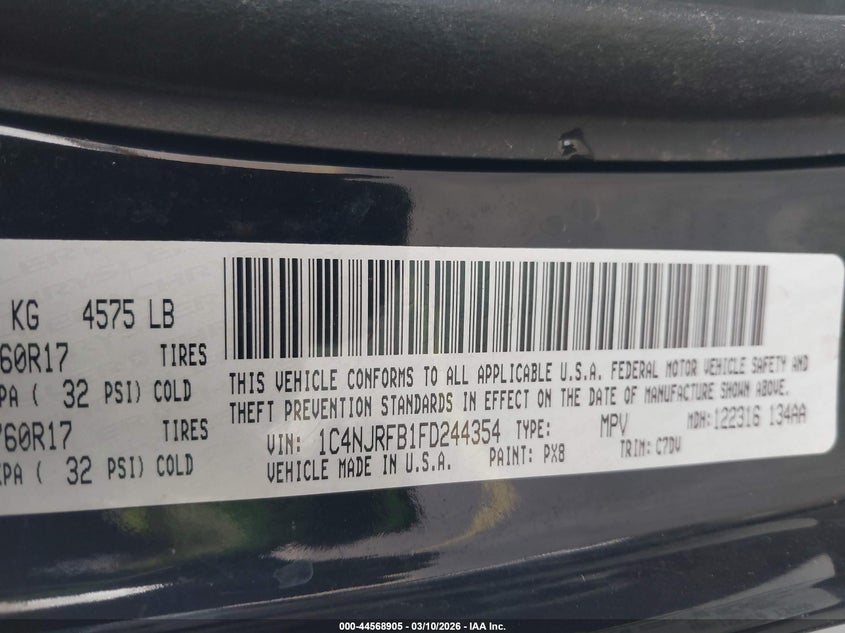 KG 4575 LB
60R17 TIRES
PA ( 32 PSI) COLD
/60R17 TIRES
KPA ( 32 PSI) COLD
THIS VEHICLE CONFORMS TO ALL APPLICABLE U.S.A. FEDERAL MOTOR VEHICLE SAFETY AND
THEFT PREVENTION STANDARDS IN EFFECT ON THE DATE OF MANUFACTURE SHOWN ABOVE.
VIN: 1C4NJRFB1FD244354 TYPE: MPV MDH: 122316 134AA
VEHICLE MADE IN U.S.A. PAINT: PX8 TRIM: C7DV
000-44568905 - 03/10/2026 - IAA Inc.